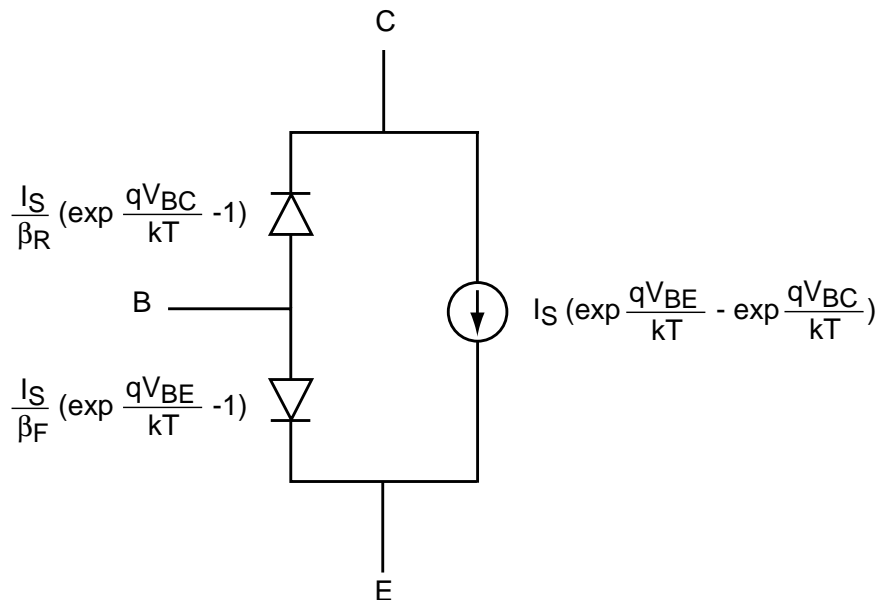 C
I_S/β_R (exp qV_BC/kT -1)
B
I_S (exp qV_BE/kT - exp qV_BC/kT)
I_S/β_F (exp qV_BE/kT -1)
E